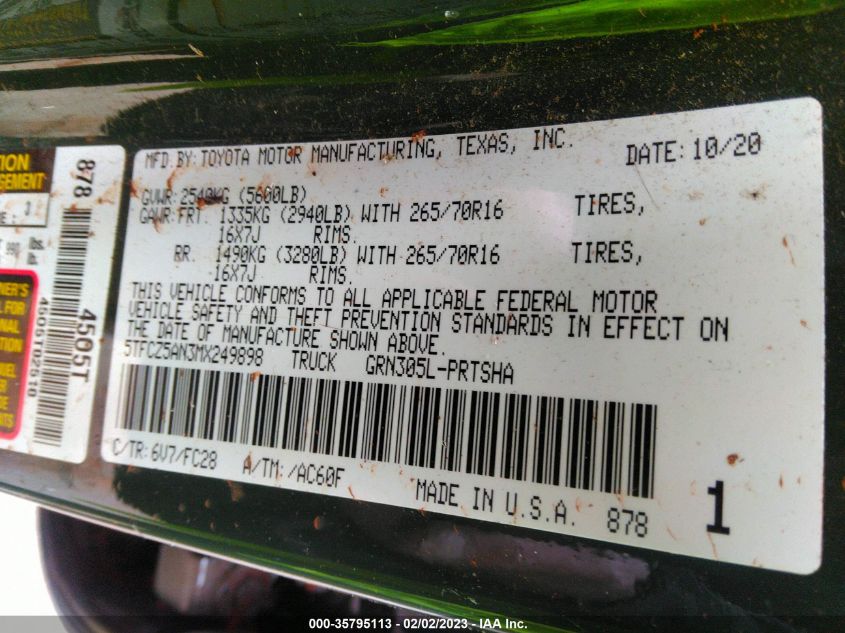 MFD BY: TOYOTA MOTOR MANUFACTURING, TEXAS, INC. DATE: 10/20
GVWR: 2540KG (5600LB)
GAWR: FRT. 1335KG (2940LB) WITH 265/70R16 TIRES,
16X7J RIMS.
RR. 1490KG (3280LB) WITH 265/70R16 TIRES,
16X7J RIMS.
THIS VEHICLE CONFORMS TO ALL APPLICABLE FEDERAL MOTOR
VEHICLE SAFETY AND THEFT PREVENTION STANDARDS IN EFFECT ON
THE DATE OF MANUFACTURE SHOWN ABOVE.
5TFCZ5AN3MX249898 TRUCK GRN305L-PRTSHA
C/TR: 6V7/FC28 A/TM: /AC60F
MADE IN U.S.A. 878 1
878
4505T
4505T02610
lbs.
lb.
000-35795113 - 02/02/2023 - IAA Inc.